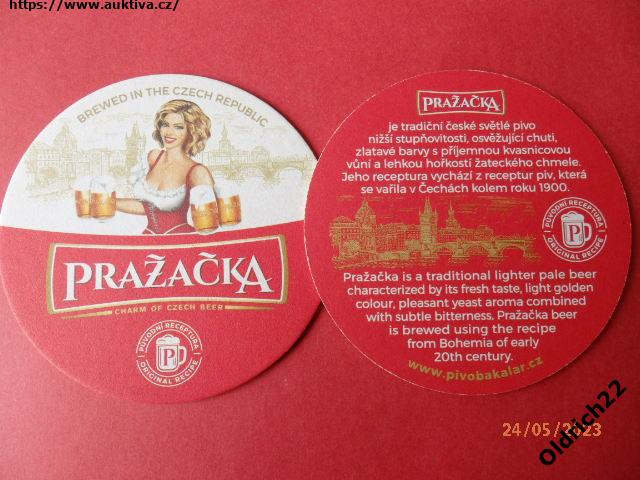 https://www.auktiva.cz/
BREWED IN THE CZECH REPUBLIC
PRAŽAČKA
CHARM OF CZECH BEER
PŮVODNÍ RECEPTURA
P
ORIGINAL RECIPE
PRAŽAČKA
je tradiční české světlé pivo
nižší stupňovitosti, osvěžující chuti,
zlatavé barvy s příjemnou kvasnicovou
vůní a lehkou hořkostí žateckého chmele.
Jeho receptura vychází z receptur piv, která
se vařila v Čechách kolem roku 1900.
PŮVODNÍ RECEPTURA
P
ORIGINAL RECIPE
Pražačka is a traditional lighter pale beer
characterized by its fresh taste, light golden
colour, pleasant yeast aroma combined
with subtle bitterness. Pražačka beer
is brewed using the recipe
from Bohemia of early
20th century.
www.pivobakalar.cz
24/05/2023
Oldrich22